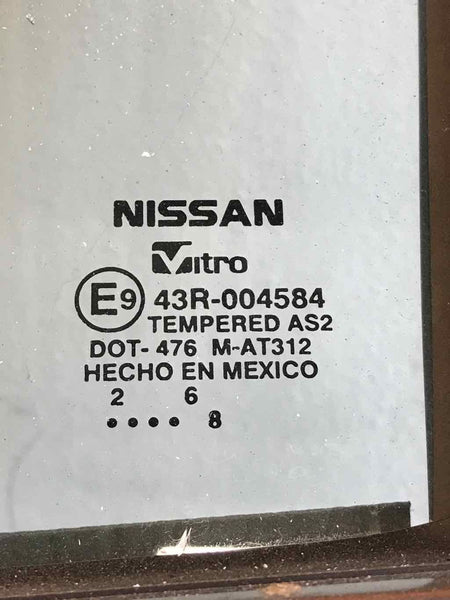 NISSAN
Vitro
E9 43R-004584
TEMPERED AS2
DOT- 476 M-AT312
HECHO EN MEXICO
2 6
•••• 8